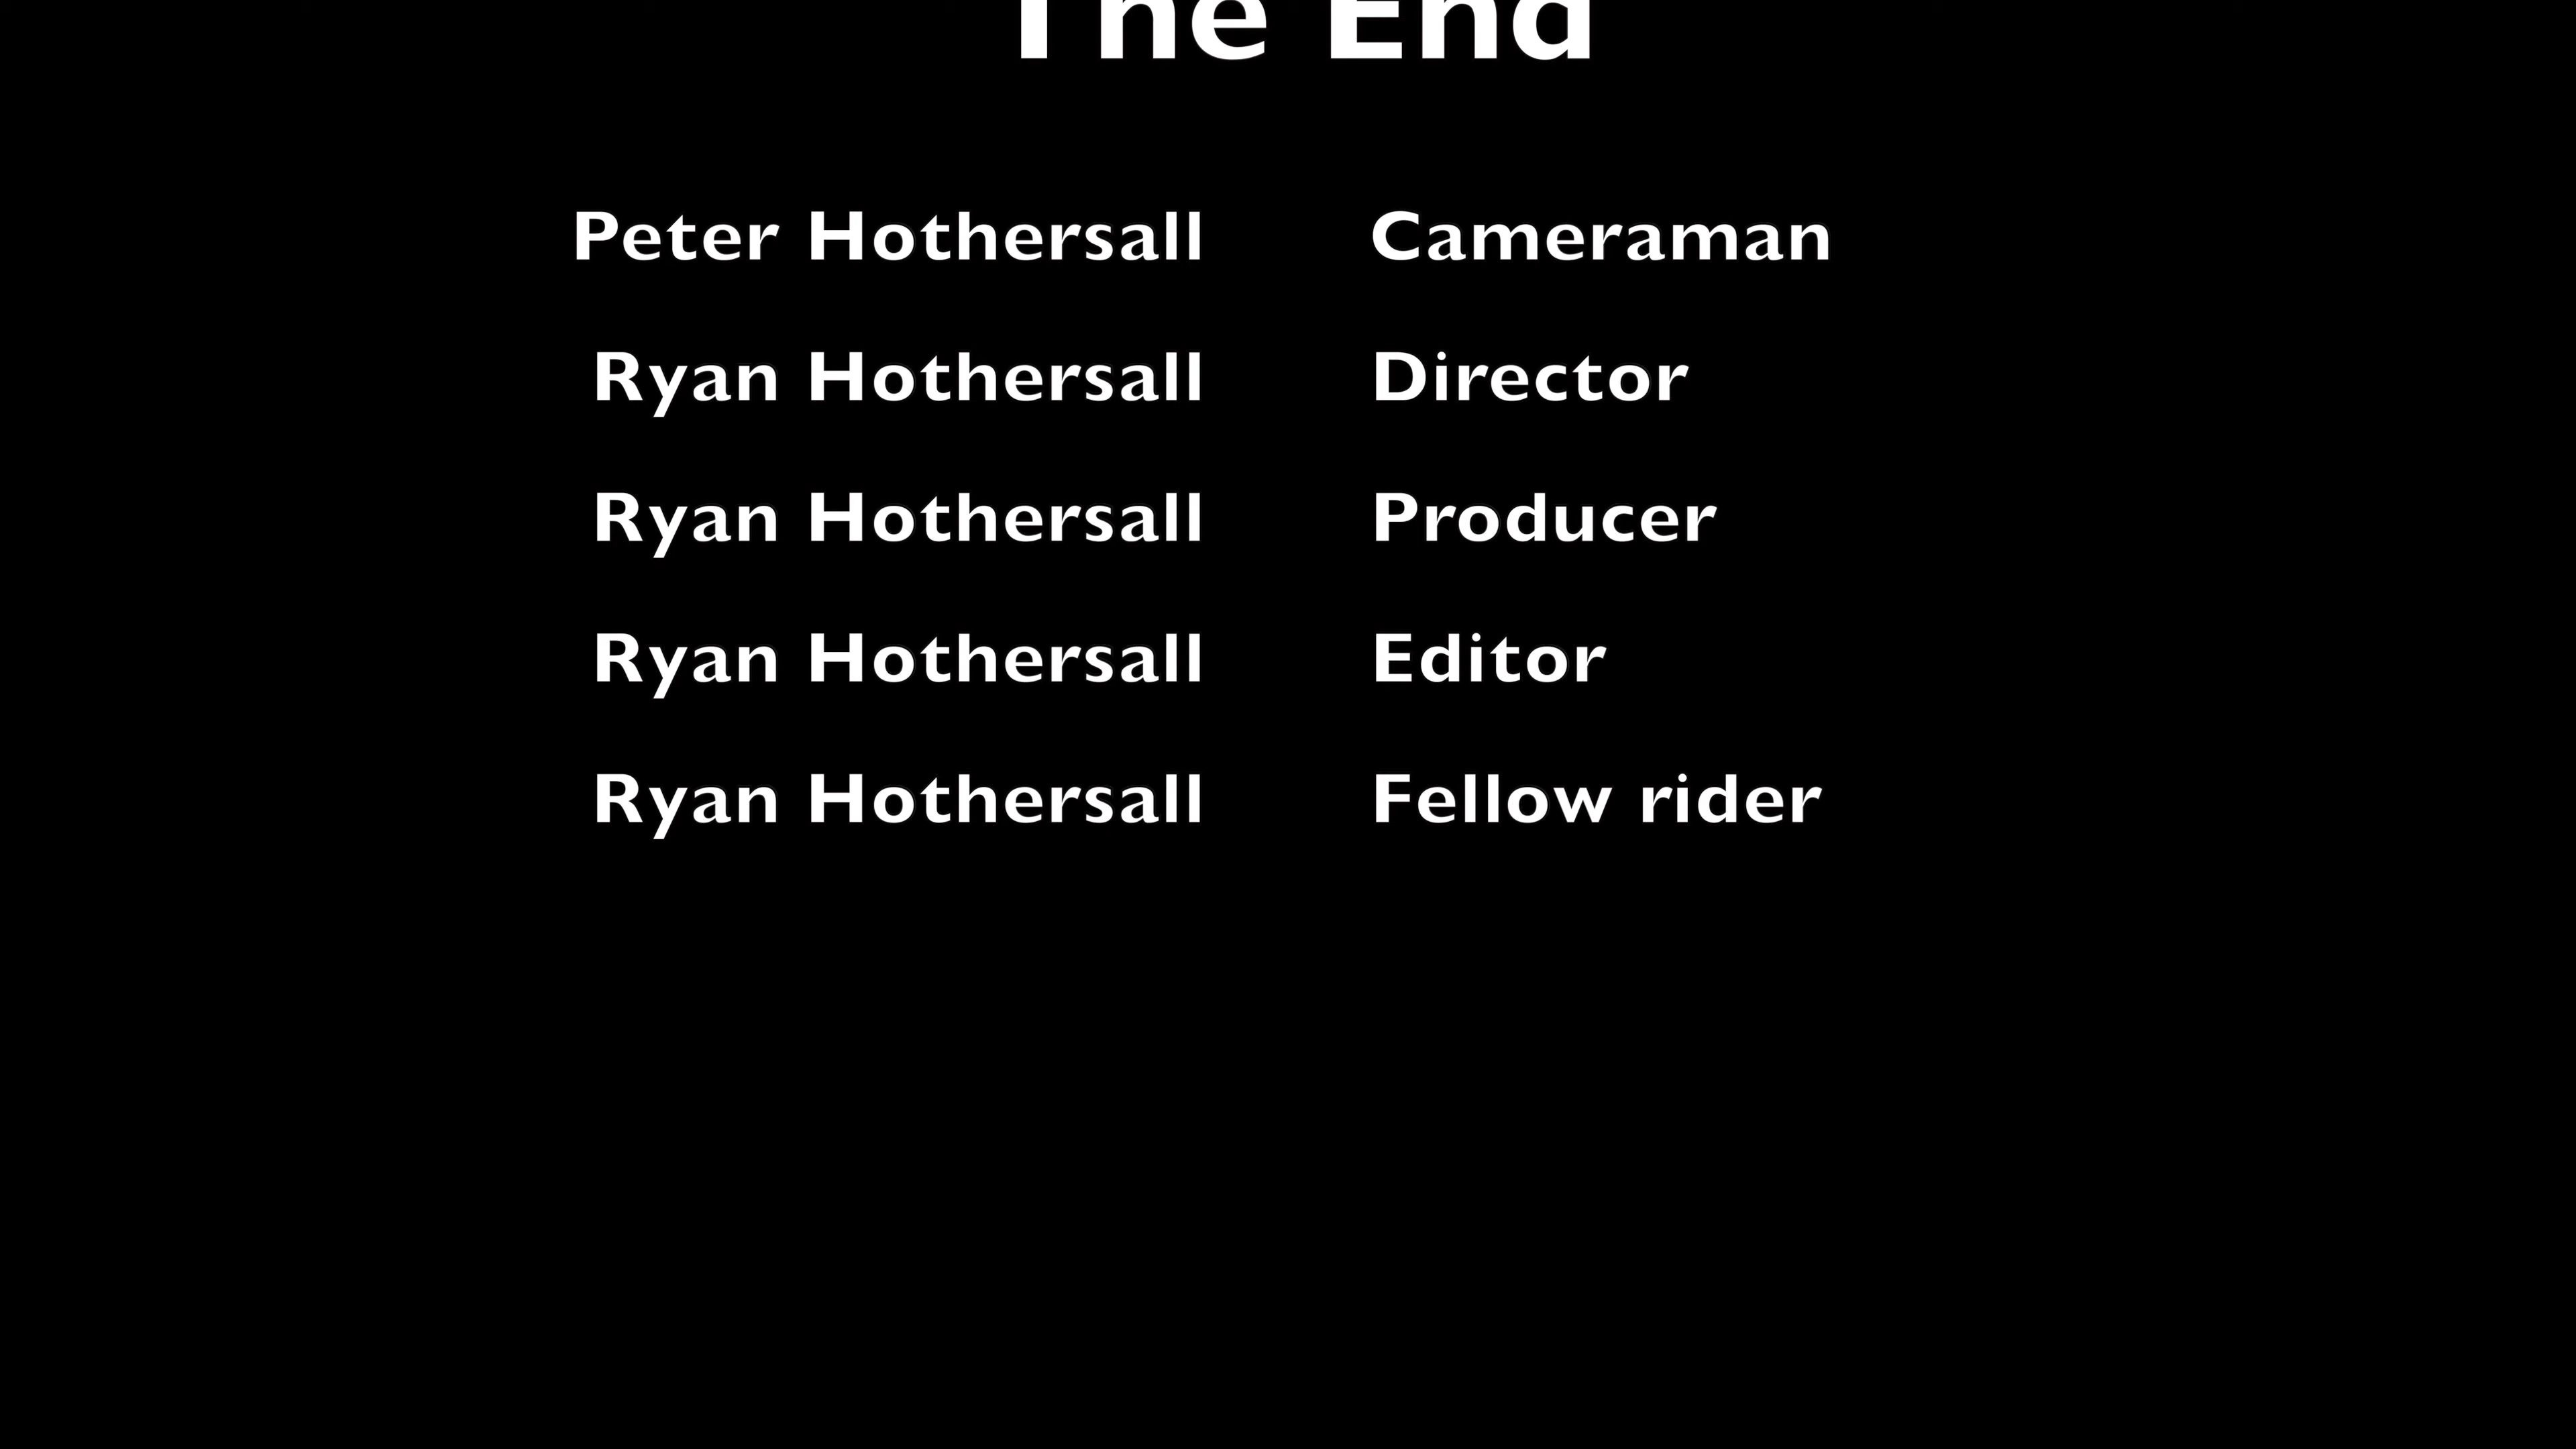 The End
Peter Hothersall Cameraman
Ryan Hothersall Director
Ryan Hothersall Producer
Ryan Hothersall Editor
Ryan Hothersall Fellow rider